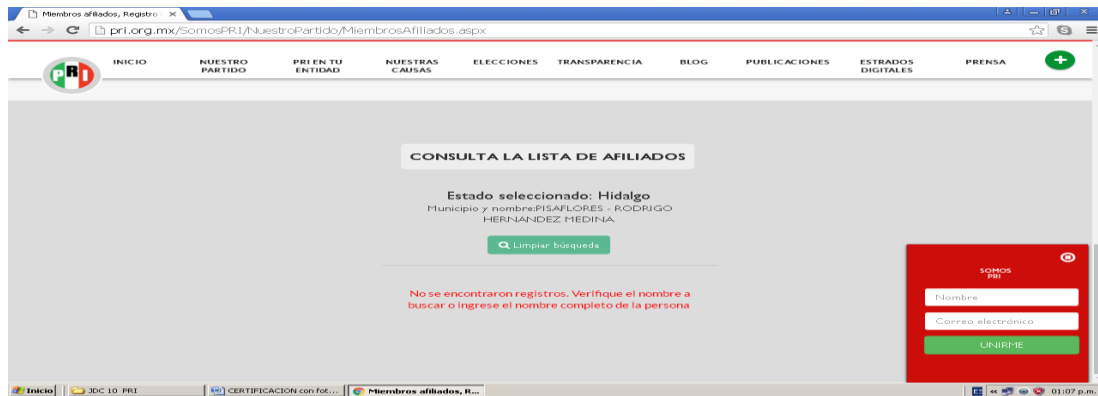 Miembros afiliados, Registro
pri.org.mx/SomosPRI/NuestroPartido/MiembrosAfiliados.aspx
PRI
INICIO
NUESTRO PARTIDO
PRI EN TU ENTIDAD
NUESTRAS CAUSAS
ELECCIONES
TRANSPARENCIA
BLOG
PUBLICACIONES
ESTRADOS DIGITALES
PRENSA
CONSULTA LA LISTA DE AFILIADOS
Estado seleccionado: Hidalgo
Municipio y nombre:PISAFLORES - RODRIGO
HERNANDEZ MEDINA
Limpiar búsqueda
No se encontraron registros. Verifique el nombre a
buscar o ingrese el nombre completo de la persona
SOMOS
PRI
Nombre
Correo electrónico
UNIRME
Inicio
JDC 10 PRI
CERTIFICACION con fot...
Miembros afiliados, R...
01:07 p.m.